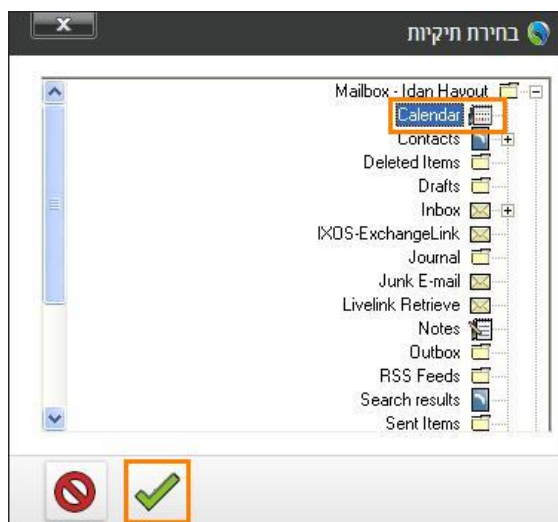 בחירת תיקיות
Mailbox - Idan Hayout
Calendar
Contacts
Deleted Items
Drafts
Inbox
IXOS-ExchangeLink
Journal
Junk E-mail
Livelink Retrieve
Notes
Outbox
RSS Feeds
Search results
Sent Items